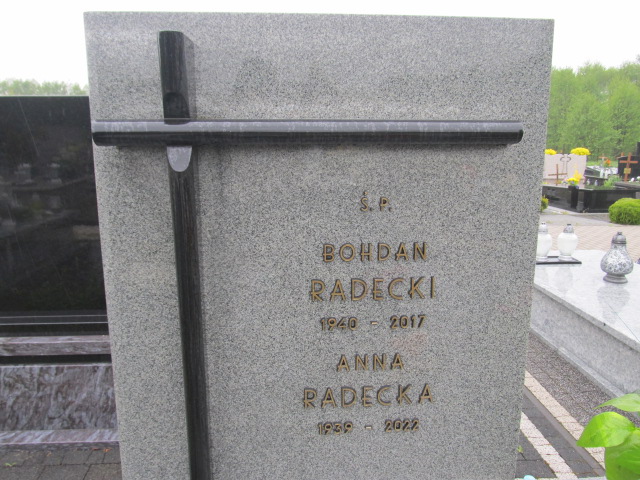 Ś. P.
BOHDAN
RADECKI
1940 - 2017
ANNA
RADECKA
1939 - 2022